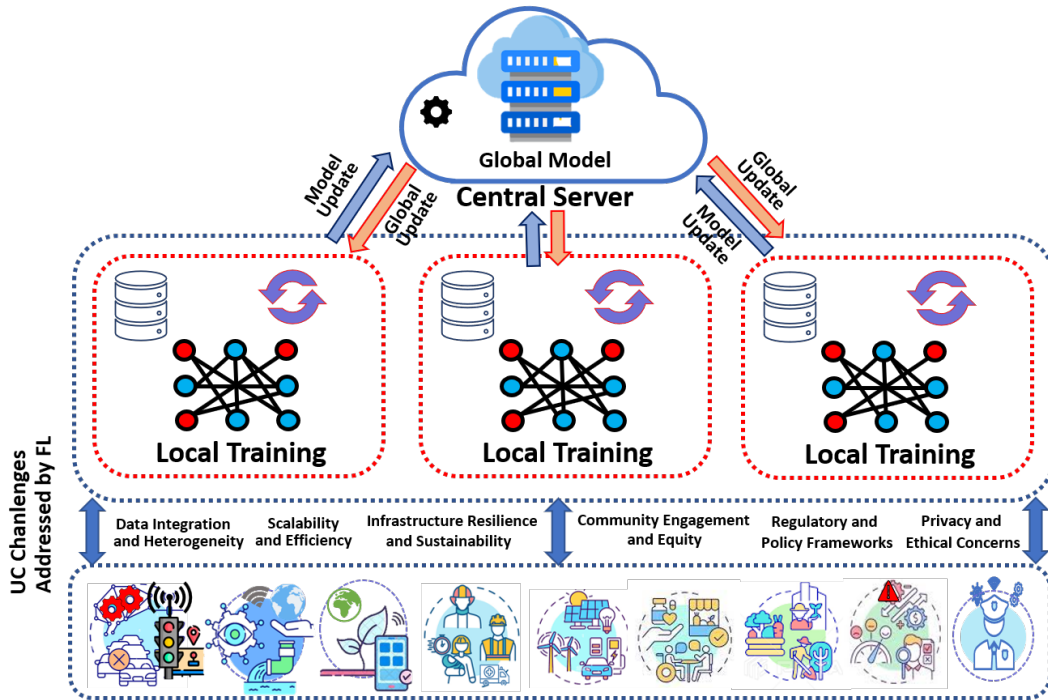 Global Model
Central Server
Model
Update
Global
Update
Global
Update
Model
Update
Local Training
Local Training
Local Training
UC Chanlenges
Addressed by FL
Data Integration
and Heterogeneity
Scalability
and Efficiency
Infrastructure Resilience
and Sustainability
Community Engagement
and Equity
Regulatory and
Policy Frameworks
Privacy and
Ethical Concerns